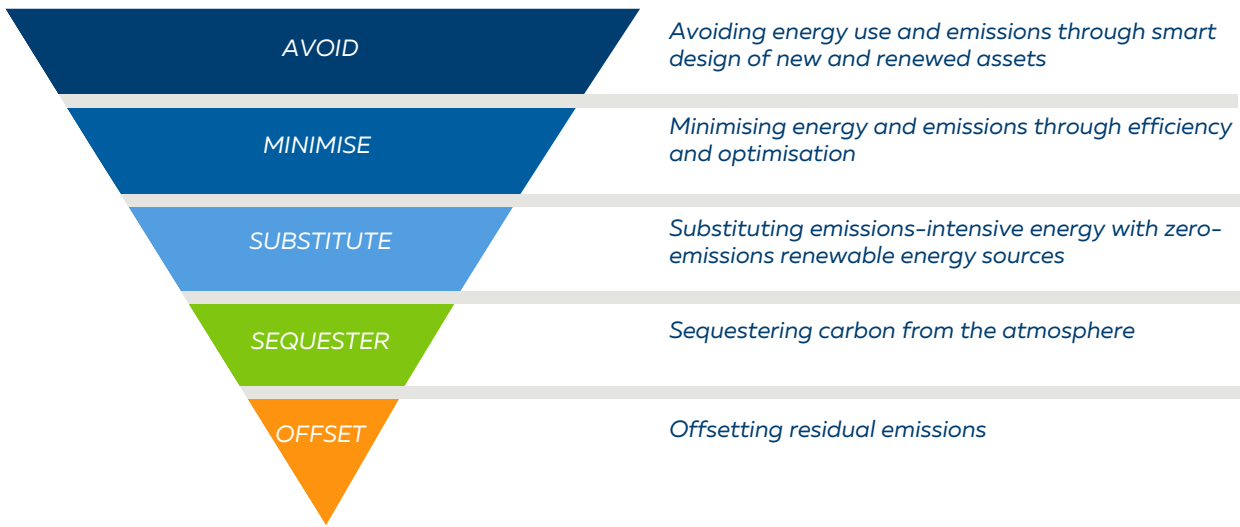 AVOID
Avoiding energy use and emissions through smart
design of new and renewed assets
MINIMISE
Minimising energy and emissions through efficiency
and optimisation
SUBSTITUTE
Substituting emissions-intensive energy with zero-
emissions renewable energy sources
SEQUESTER
Sequestering carbon from the atmosphere
OFFSET
Offsetting residual emissions